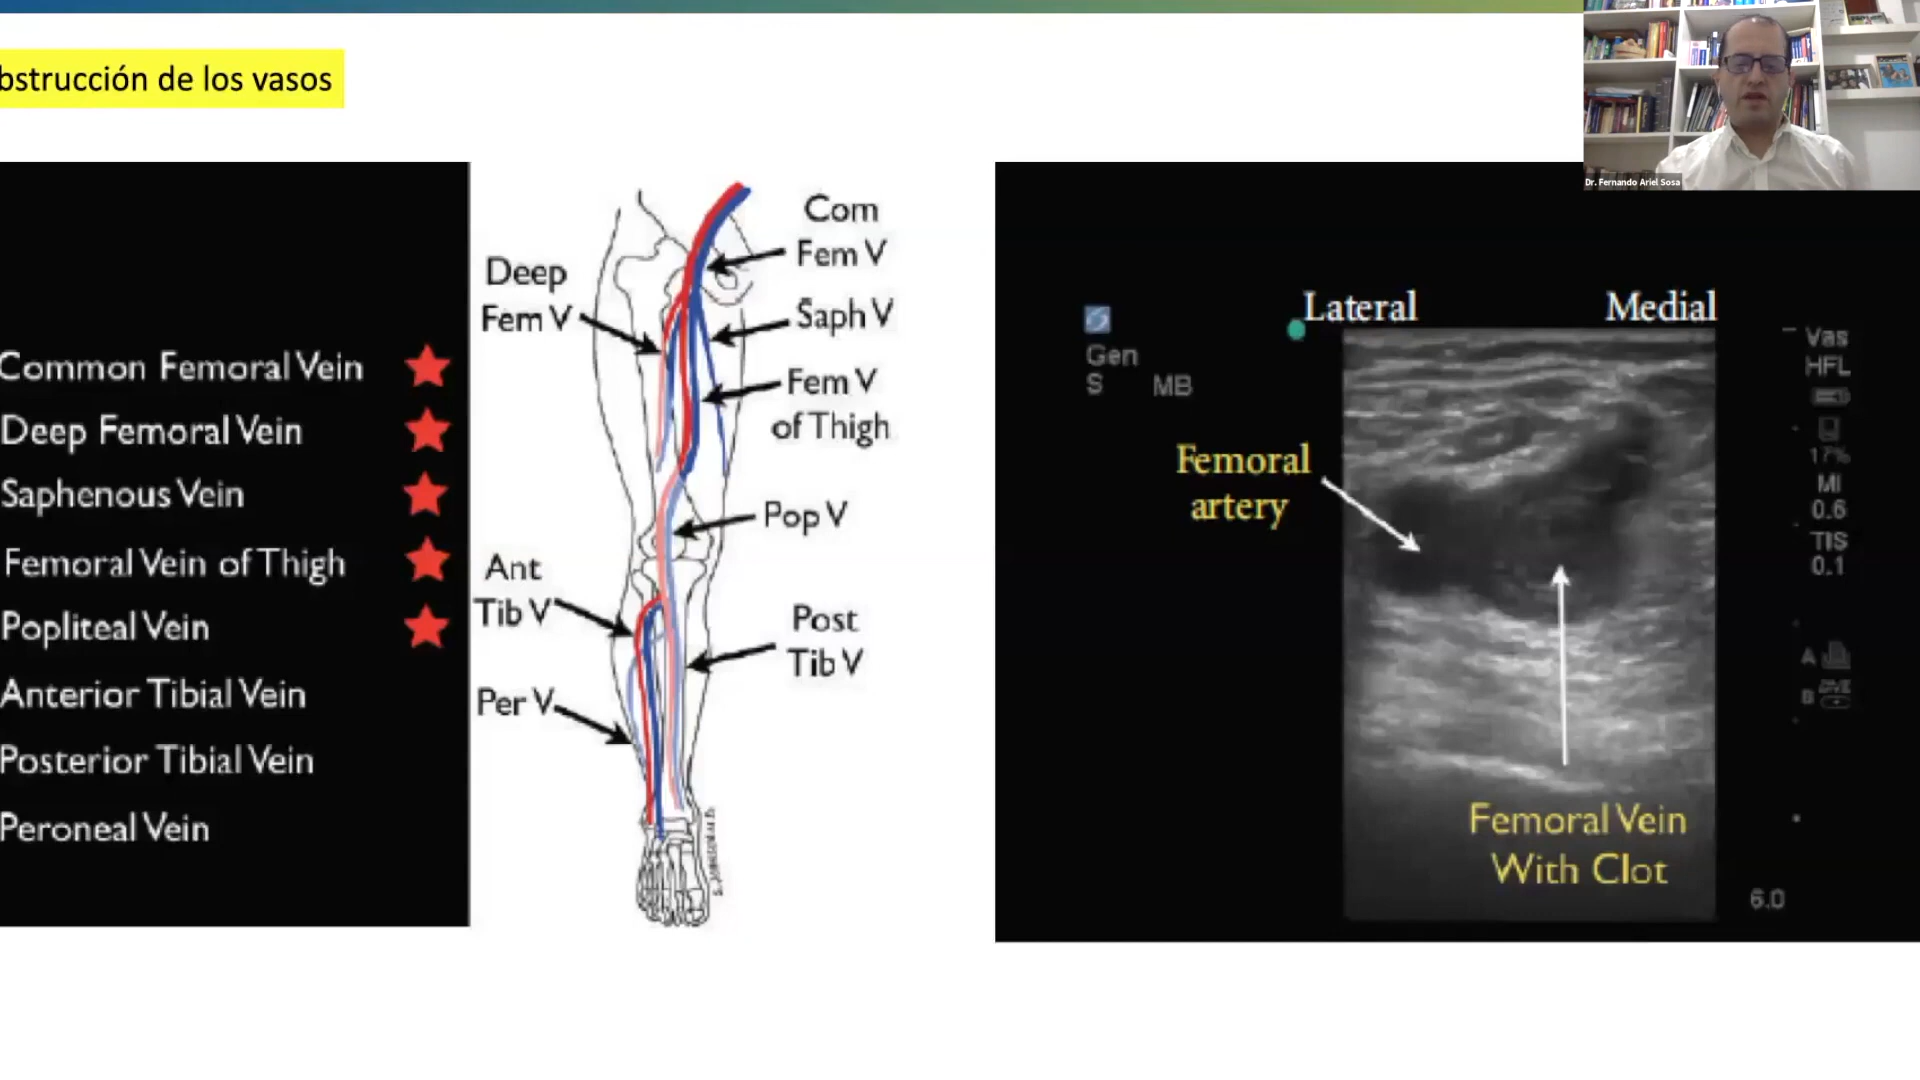 bstrucción de los vasos
Dr. Fernando Ariel Sosa
Common Femoral Vein
Deep Femoral Vein
Saphenous Vein
Femoral Vein of Thigh
Popliteal Vein
Anterior Tibial Vein
Posterior Tibial Vein
Peroneal Vein
Com
Fem V
Deep
Fem V
Saph V
Fem V
of Thigh
Pop V
Ant
Tib V
Post
Tib V
Per V
Lateral
Medial
Gen
S MB
Femoral
artery
Femoral Vein
With Clot
Vas
HFL
17%
MI
0.6
TIS
0.1
A
B
6.0